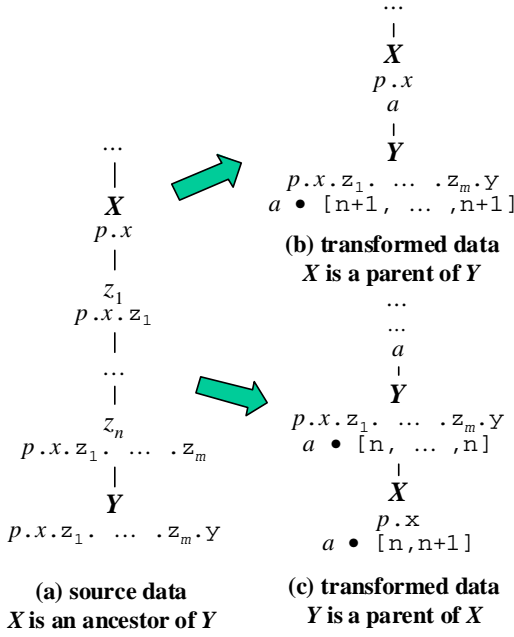 ...
X
p.x
z₁
p.x.z₁
...
zₙ
p.x.z₁. ... .zₘ
Y
p.x.z₁. ... .zₘ.y
(a) source data
X is an ancestor of Y
...
X
p.x
a
Y
p.x.z₁. ... .zₘ.y
a • [n+1, ... ,n+1]
(b) transformed data
X is a parent of Y
...
...
a
Y
p.x.z₁. ... .zₘ.y
a • [n, ... ,n]
X
p.x
a • [n,n+1]
(c) transformed data
Y is a parent of X